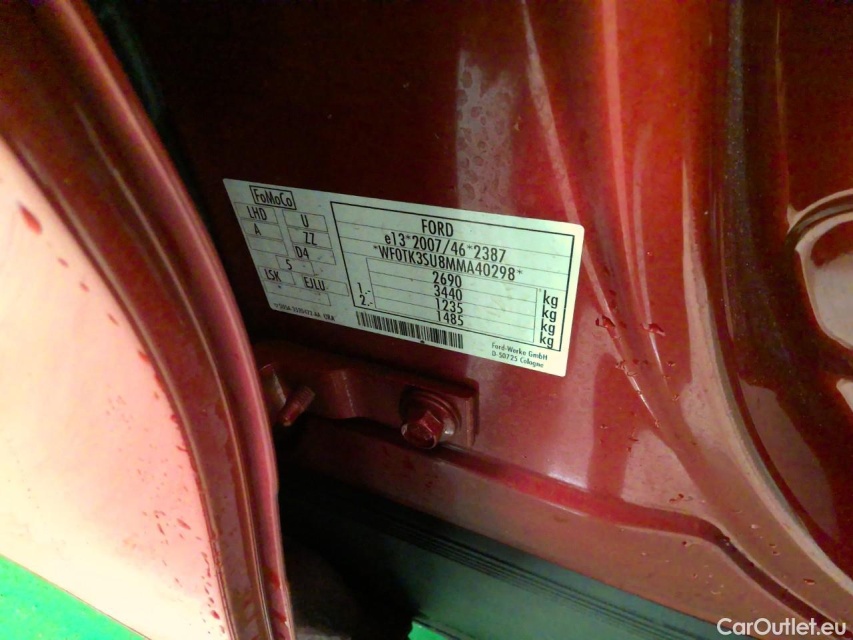 FoMoCo
LHD U
A ZZ
D4
5
LSK EJLU
FORD
e13*2007/46*2387
*WF0TK3SU8MMA40298*
2690 kg
3440 kg
1.- 1235 kg
2.- 1485 kg
Ford-Werke GmbH
D-50725 Cologne
CarOutlet.eu